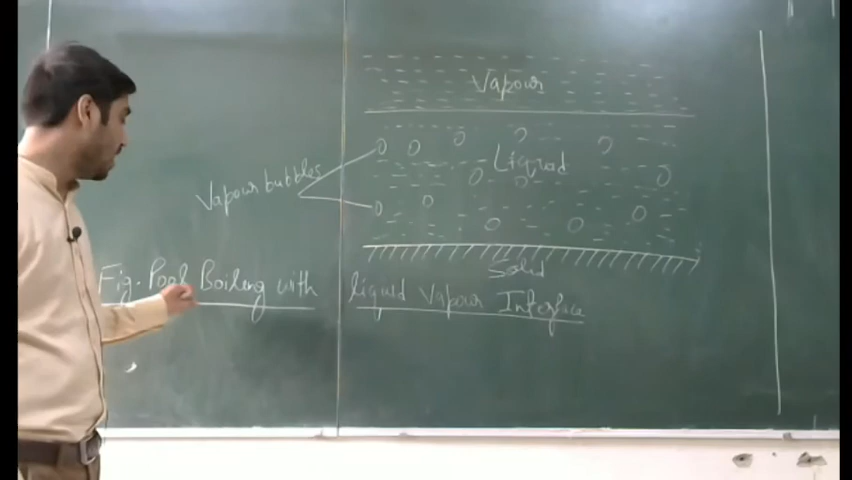 Vapour
Liquid
Vapour bubbles
Solid
Fig. Pool Boiling with liquid Vapour Interface